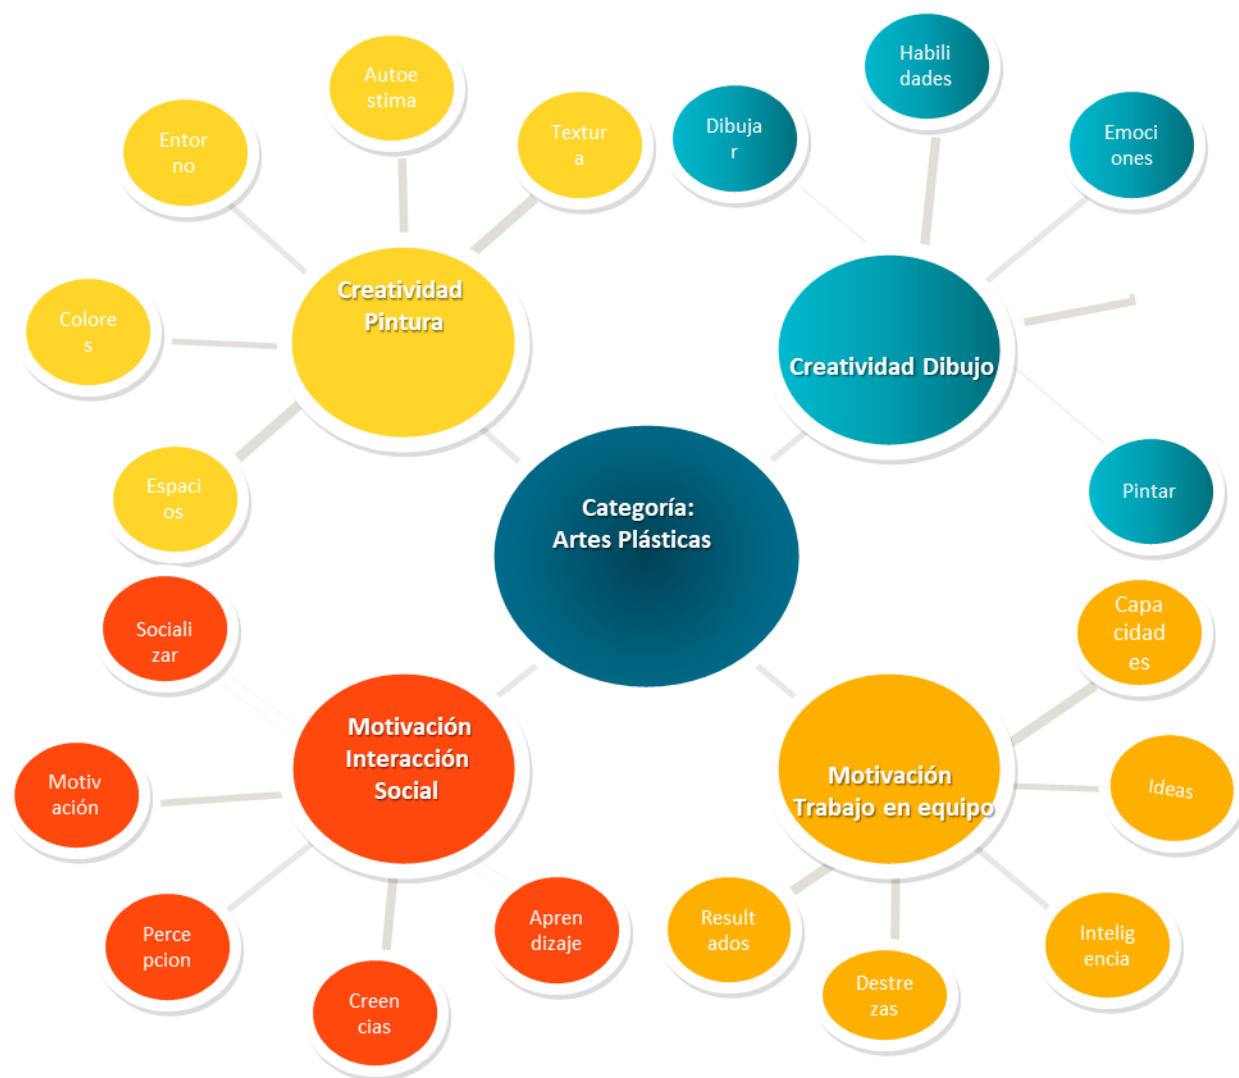 Autoe
stima
Entor
no
Textur
a
Colore
s
Espaci
os
Creatividad
Pintura
Dibuja
r
Habili
dades
Emoci
ones
Pintar
Creatividad Dibujo
Categoría:
Artes Plásticas
Sociali
zar
Motiv
ación
Perce
pcion
Creen
cias
Apren
dizaje
Motivación
Interacción
Social
Capa
cidad
es
Ideas
Intelig
encia
Destre
zas
Result
ados
Motivación
Trabajo en equipo